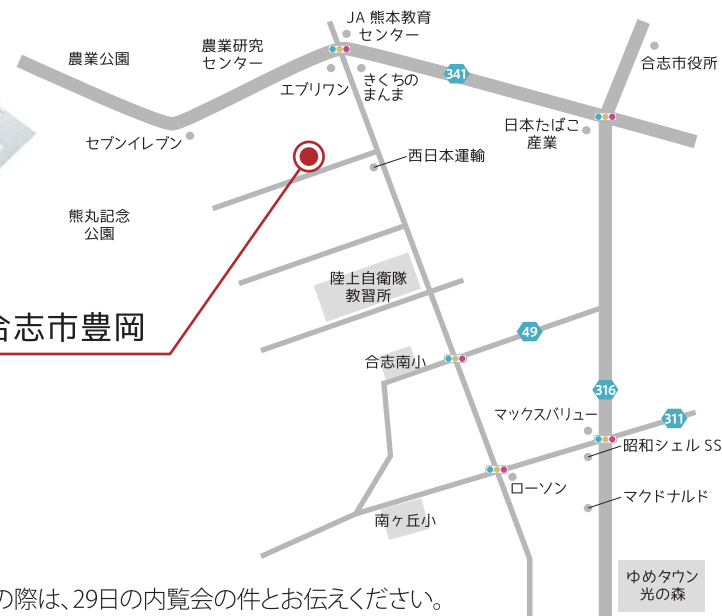 JA 熊本教育
センター
農業研究
センター
農業公園
合志市役所
エブリワン
きくちの
まんま
341
日本たばこ
産業
セブンイレブン
西日本運輸
熊丸記念
公園
陸上自衛隊
教習所
合志市豊岡
49
合志南小
316
マックスバリュー
311
昭和シェル SS
ローソン
マクドナルド
南ヶ丘小
ゆめタウン
光の森
の際は、29日の内覧会の件とお伝えください。